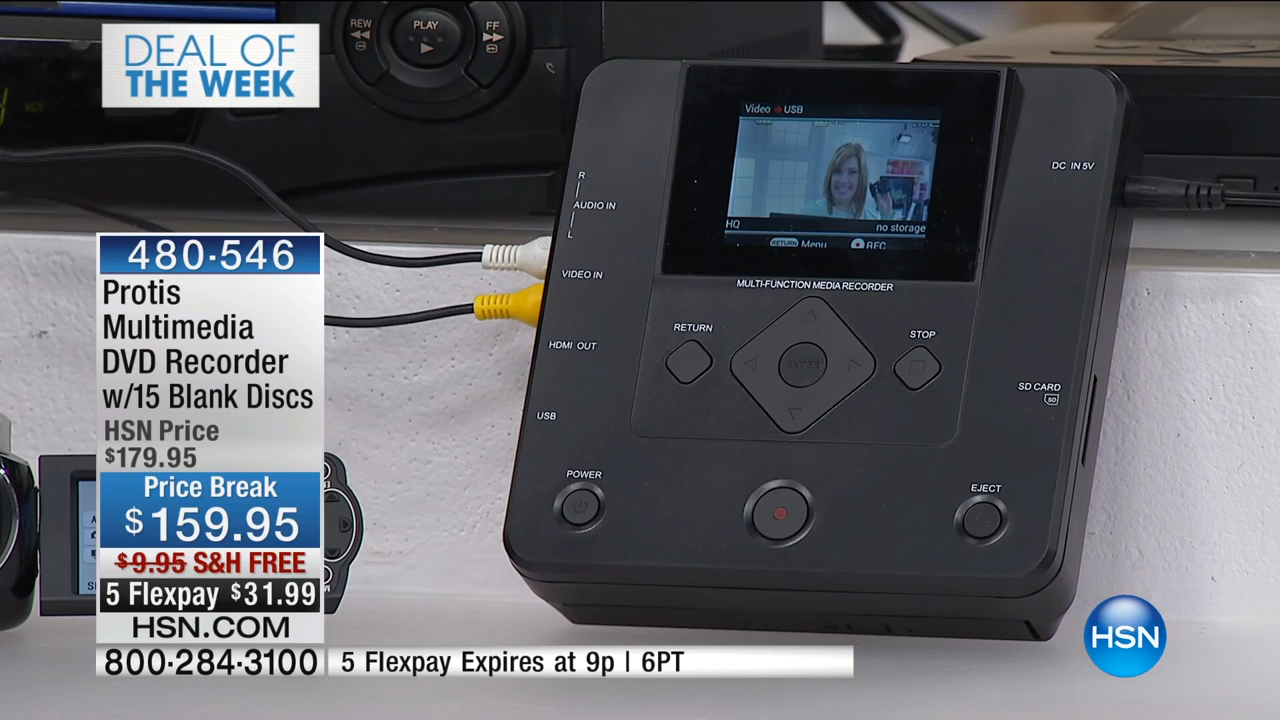 DEAL OF
THE WEEK
REW
PLAY
FF
480-546
Protis
Multimedia
DVD Recorder
w/15 Blank Discs
HSN Price
$179.95
Price Break
$159.95
$9.95 S&H FREE
5 Flexpay $31.99
HSN.COM
800-284-3100
5 Flexpay Expires at 9p | 6PT
Video USB
HQ
no storage
RETURN Menu
REC
R
AUDIO IN
L
VIDEO IN
HDMI OUT
USB
DC IN 5V
MULTI-FUNCTION MEDIA RECORDER
RETURN
STOP
ENTER
SD CARD
SD
POWER
EJECT
HSN